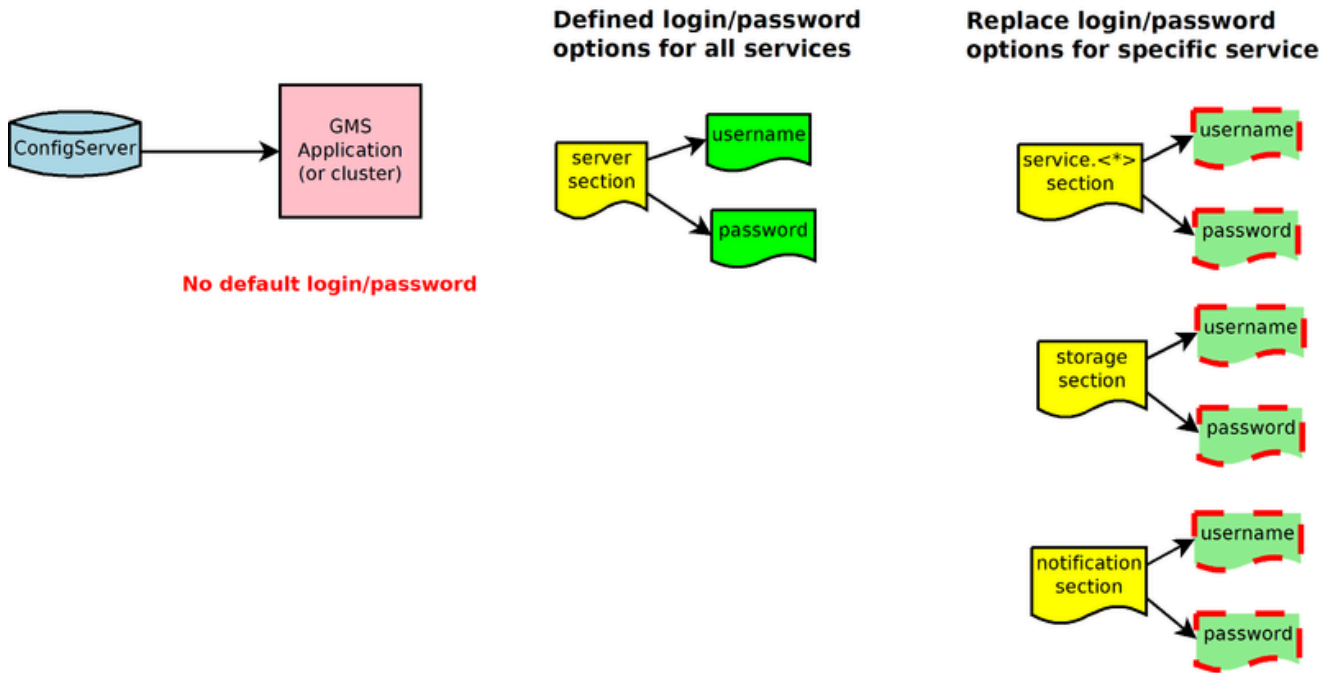 Defined login/password
options for all services
Replace login/password
options for specific service
ConfigServer
GMS
Application
(or cluster)
No default login/password
server
section
username
password
service.<*>
section
username
password
storage
section
username
password
notification
section
username
password